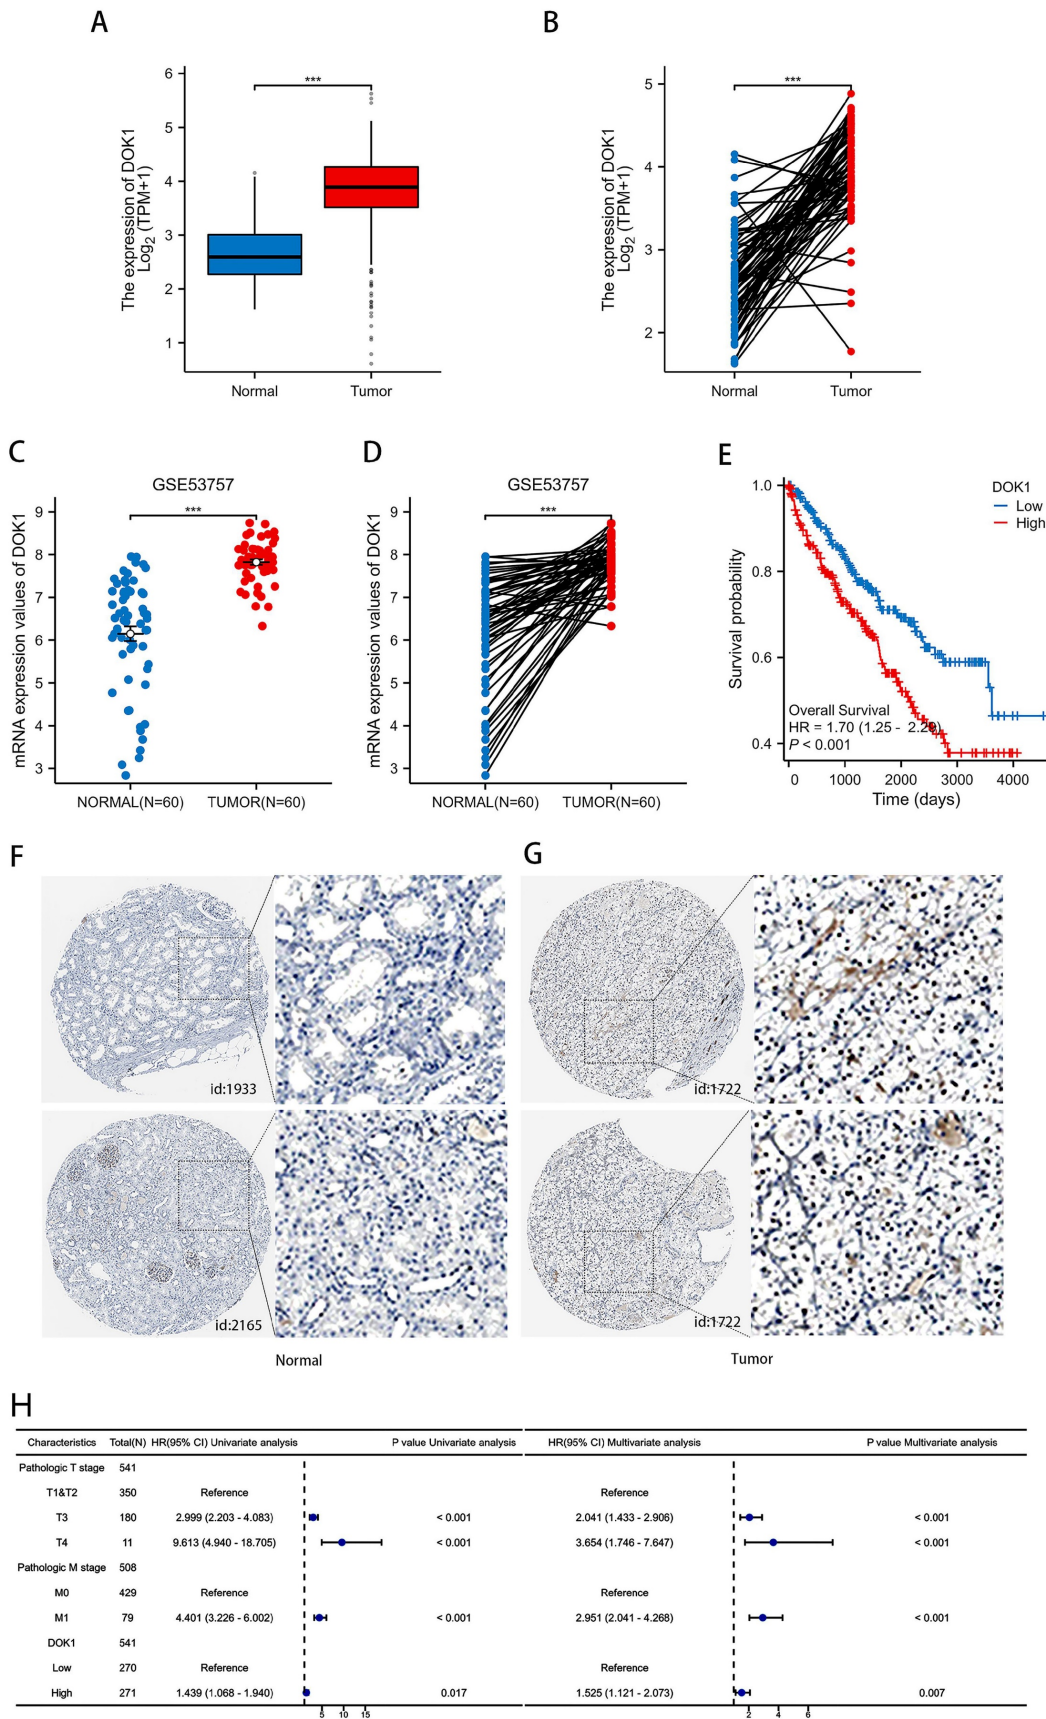 A
B
The expression of DOK1
Log2 (TPM+1)
6
5
4
3
2
1
***
Normal
Tumor
The expression of DOK1
Log2 (TPM+1)
5
4
3
2
***
Normal
Tumor
C
D
E
GSE53757
mRNA expression values of DOK1
9
8
7
6
5
4
3
***
NORMAL(N=60)
TUMOR(N=60)
GSE53757
mRNA expression values of DOK1
9
8
7
6
5
4
3
***
NORMAL(N=60)
TUMOR(N=60)
Survival probability
1.0
0.8
0.6
0.4
DOK1
Low
High
Overall Survival
HR = 1.70 (1.25 - 2.29)
P < 0.001
0
1000
2000
3000
4000
Time (days)
F
G
id:1933
id:1722
id:2165
id:1722
Normal
Tumor
H
Characteristics Total(N) HR(95% CI) Univariate analysis P value Univariate analysis HR(95% CI) Multivariate analysis P value Multivariate analysis
Pathologic T stage 541
T1&T2 350 Reference Reference
T3 180 2.999 (2.203 - 4.083) < 0.001 2.041 (1.433 - 2.906) < 0.001
T4 11 9.613 (4.940 - 18.705) < 0.001 3.654 (1.746 - 7.647) < 0.001
Pathologic M stage 508
M0 429 Reference Reference
M1 79 4.401 (3.226 - 6.002) < 0.001 2.951 (2.041 - 4.268) < 0.001
DOK1 541
Low 270 Reference Reference
High 271 1.439 (1.068 - 1.940) 0.017 1.525 (1.121 - 2.073) 0.007
5 10 15 2 4 6